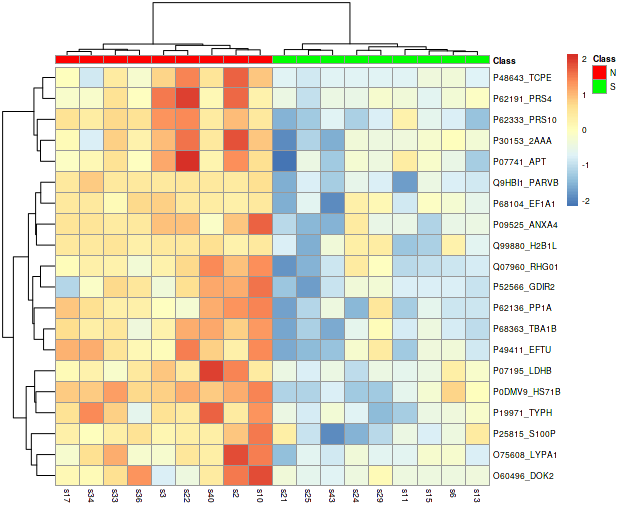 Class
P48643_TCPE
P62191_PRS4
P62333_PRS10
P30153_2AAA
P07741_APT
Q9HBI1_PARVB
P68104_EF1A1
P09525_ANXA4
Q99880_H2B1L
Q07960_RHG01
P52566_GDIR2
P62136_PP1A
P68363_TBA1B
P49411_EFTU
P07195_LDHB
P0DMV9_HS71B
P19971_TYPH
P25815_S100P
O75608_LYPA1
O60496_DOK2
s17 s34 s33 s36 s3 s22 s40 s2 s10 s21 s25 s43 s24 s29 s11 s15 s6 s13
2
1
0
-1
-2
Class
N
S